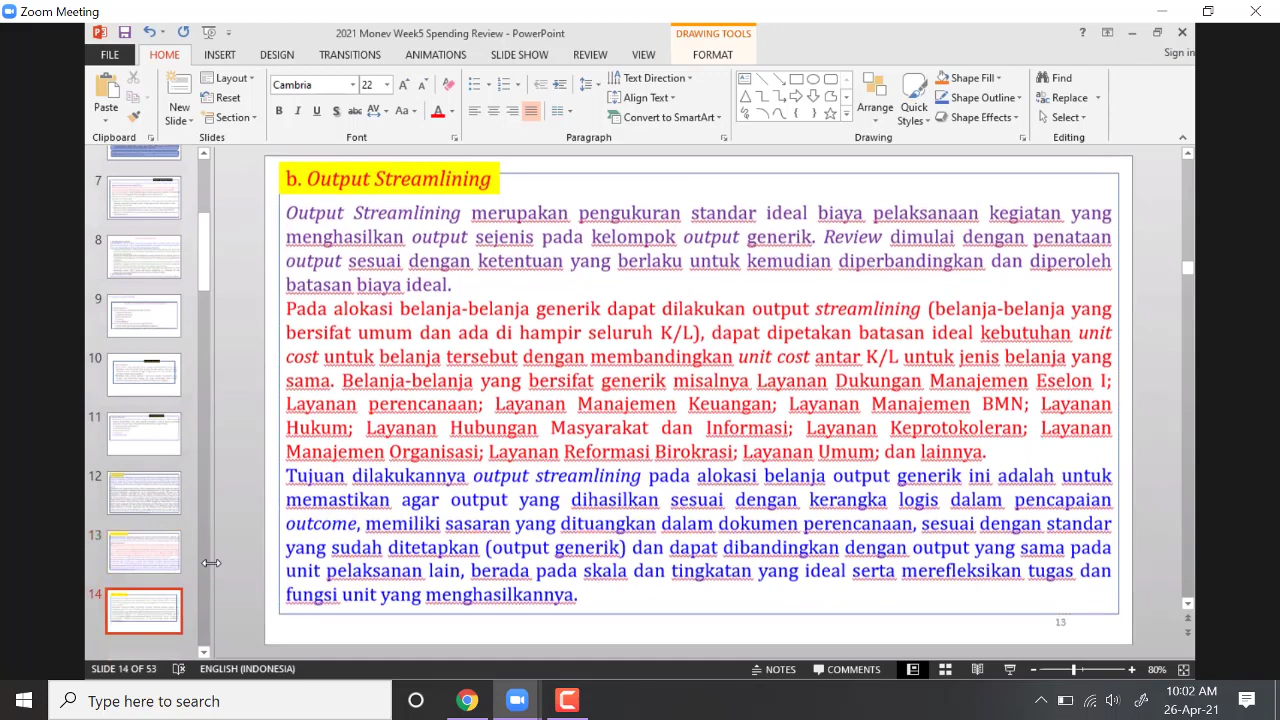 Zoom Meeting
2021 Monev Week5 Spending Review - PowerPoint
DRAWING TOOLS
FILE HOME INSERT DESIGN TRANSITIONS ANIMATIONS SLIDE SHOW REVIEW VIEW FORMAT
Sign in
Paste
Clipboard
New Slide
Layout
Reset
Section
Slides
Cambria 22
B I U S abc AV Aa A
Font
Text Direction
Align Text
Convert to SmartArt
Paragraph
Arrange
Quick Styles
Shape Fill
Shape Outline
Shape Effects
Drawing
Find
Replace
Select
Editing
7
8
9
10
11
12
13
14
b. Output Streamlining
Output Streamlining merupakan pengukuran standar ideal biaya pelaksanaan kegiatan yang
menghasilkan output sejenis pada kelompok output generik. Review dimulai dengan penataan
output sesuai dengan ketentuan yang berlaku untuk kemudian diperbandingkan dan diperoleh
batasan biaya ideal.
Pada alokasi belanja-belanja generik dapat dilakukan output streamlining (belanja-belanja yang
bersifat umum dan ada di hampir seluruh K/L), dapat dipetakan batasan ideal kebutuhan unit
cost untuk belanja tersebut dengan membandingkan unit cost antar K/L untuk jenis belanja yang
sama. Belanja-belanja yang bersifat generik misalnya Layanan Dukungan Manajemen Eselon I;
Layanan perencanaan; Layanan Manajemen Keuangan; Layanan Manajemen BMN: Layanan
Hukum; Layanan Hubungan Masyarakat dan Informasi; Layanan Keprotokoleran; Layanan
Manajemen Organisasi; Layanan Reformasi Birokrasi; Layanan Umum; dan lainnya.
Tujuan dilakukannya output streamlining pada alokasi belanja output generik ini adalah untuk
memastikan agar output yang dihasilkan sesuai dengan kerangka logis dalam pencapaian
outcome, memiliki sasaran yang dituangkan dalam dokumen perencanaan, sesuai dengan standar
yang sudah ditetapkan (output generik) dan dapat dibandingkan dengan output yang sama pada
unit pelaksanan lain, berada pada skala dan tingkatan yang ideal serta merefleksikan tugas dan
fungsi unit yang menghasilkannya.
13
SLIDE 14 OF 53 ENGLISH (INDONESIA)
NOTES COMMENTS 80%
Type here to search
10:02 AM
26-Apr-21